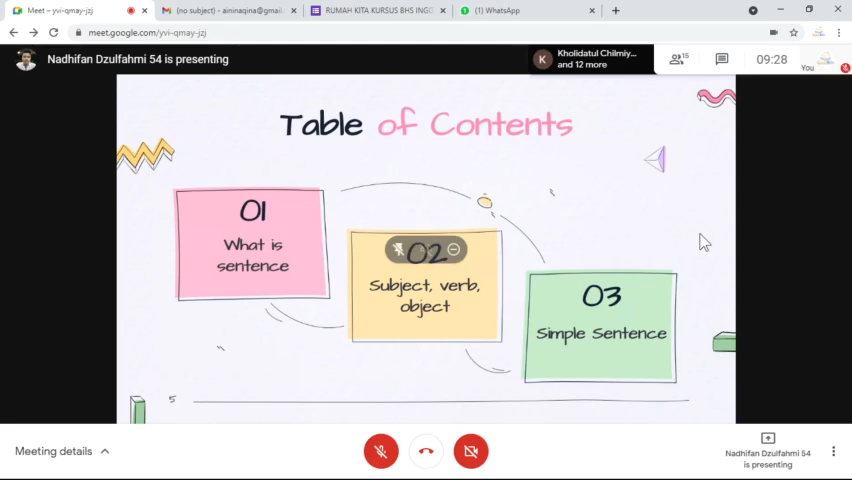 Meet – yvi-qmay-jzj
(no subject) - aininaqina@gmail.
RUMAH KITA KURSUS BHS INGG
(1) WhatsApp
meet.google.com/yvi-qmay-jzj
Nadhifan Dzulfahmi 54 is presenting
K
Kholidatul Chilmiy...
and 12 more
15
09:28
You
Table of Contents
01
What is
sentence
02
Subject, verb,
object
03
Simple Sentence
5
Meeting details
Nadhifan Dzulfahmi 54
is presenting